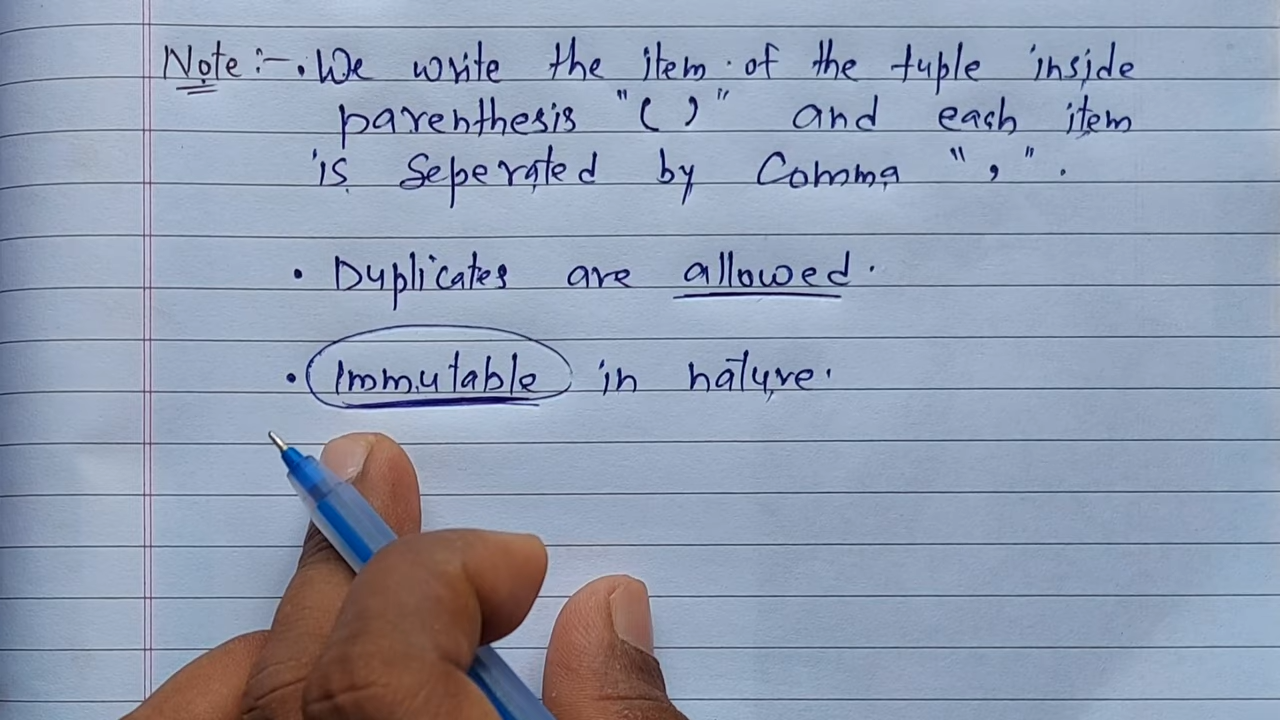 Note :- • We write the item of the tuple inside
parenthesis "( )" and each item
is Seperated by Comma ",".
• Duplicates are allowed.
• Immutable in nature.